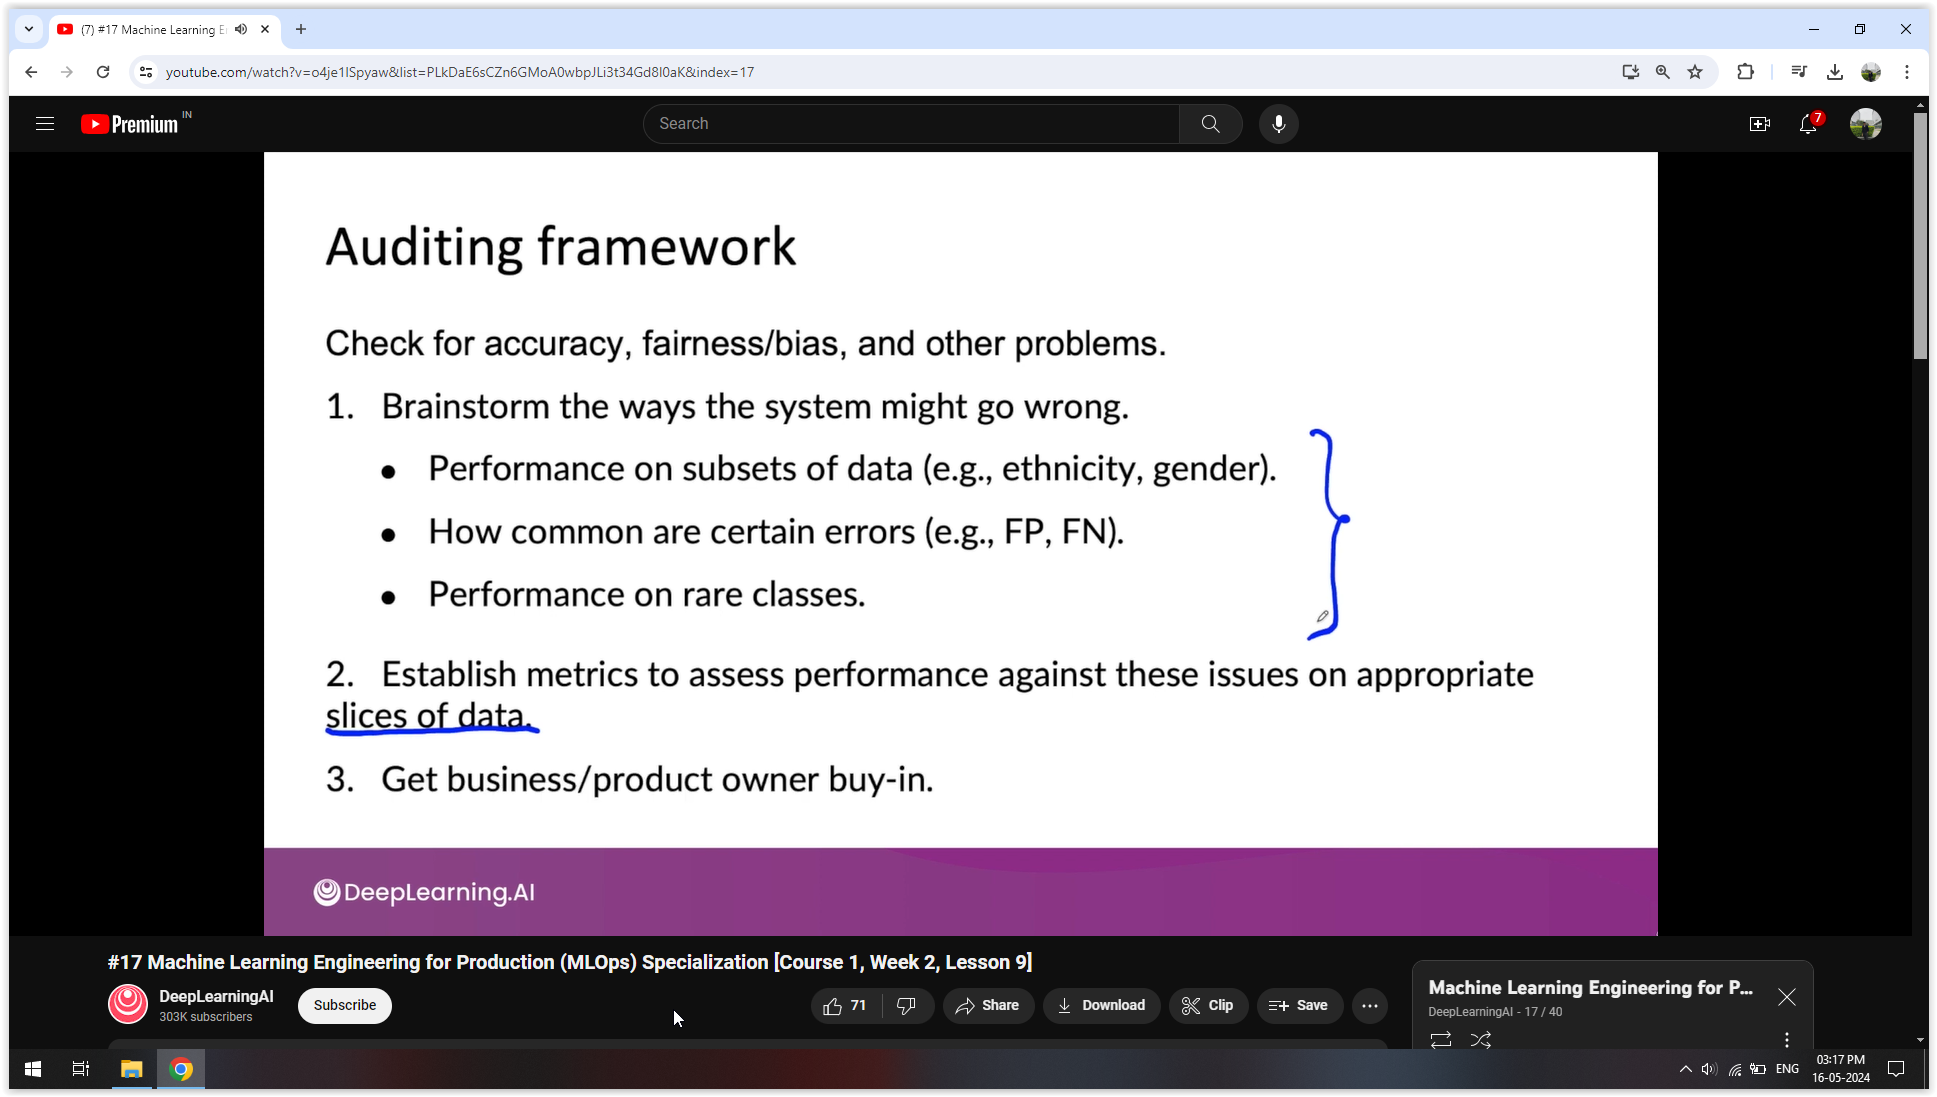 (7) #17 Machine Learning E
youtube.com/watch?v=o4je1ISpyaw&list=PLkDaE6sCZn6GMoA0wbpJLi3t34Gd8I0aK&index=17
Premium IN
Search
7
Auditing framework
Check for accuracy, fairness/bias, and other problems.
1. Brainstorm the ways the system might go wrong.
• Performance on subsets of data (e.g., ethnicity, gender).
• How common are certain errors (e.g., FP, FN).
• Performance on rare classes.
2. Establish metrics to assess performance against these issues on appropriate
slices of data.
3. Get business/product owner buy-in.
DeepLearning.AI
#17 Machine Learning Engineering for Production (MLOps) Specialization [Course 1, Week 2, Lesson 9]
DeepLearningAI
303K subscribers
Subscribe
71
Share
Download
Clip
Save
Machine Learning Engineering for P...
DeepLearningAI - 17 / 40
ENG
03:17 PM
16-05-2024